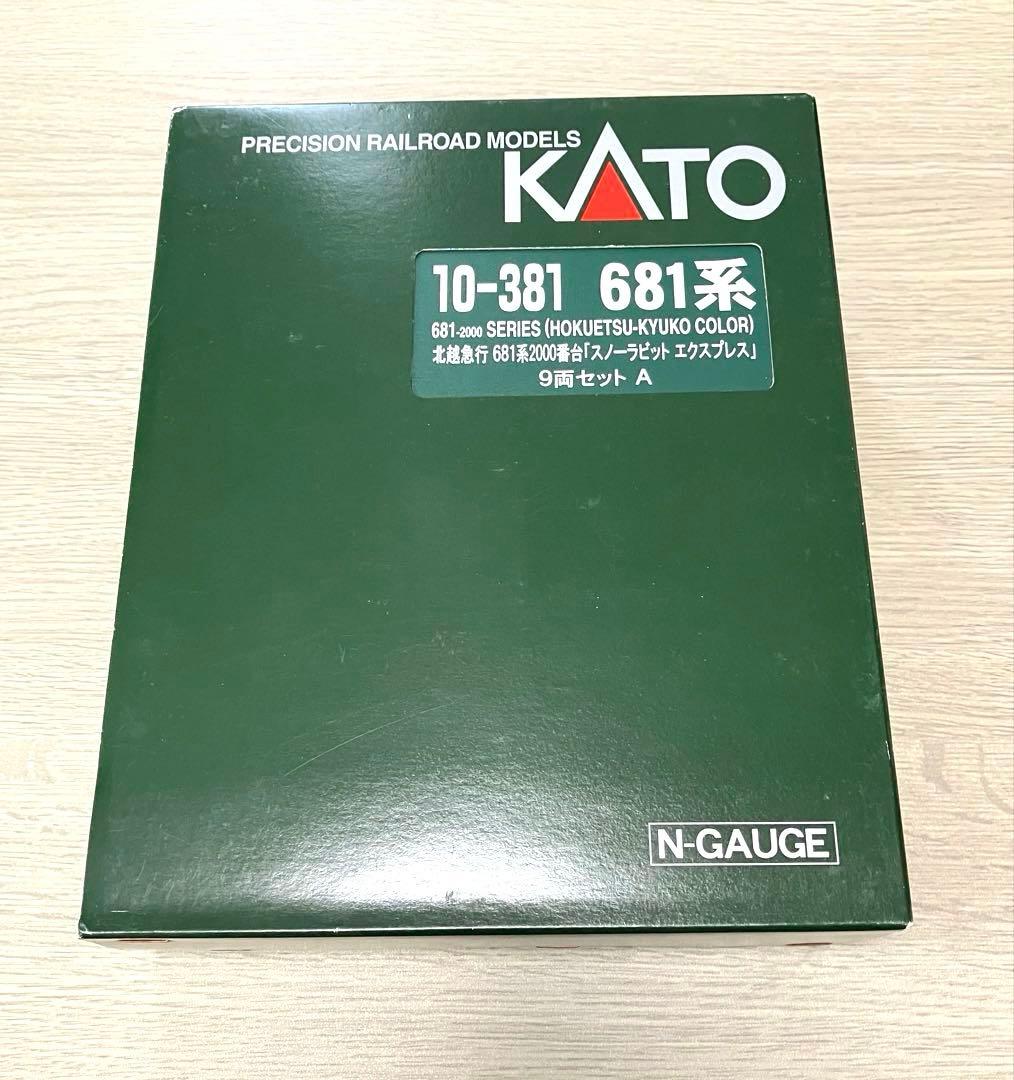 PRECISION RAILROAD MODELS
KATO
10-381 681系
681-2000 SERIES (HOKUETSU-KYUKO COLOR)
北越急行 681系2000番台「スノーラビット エクスプレス」
9両セット A
N-GAUGE